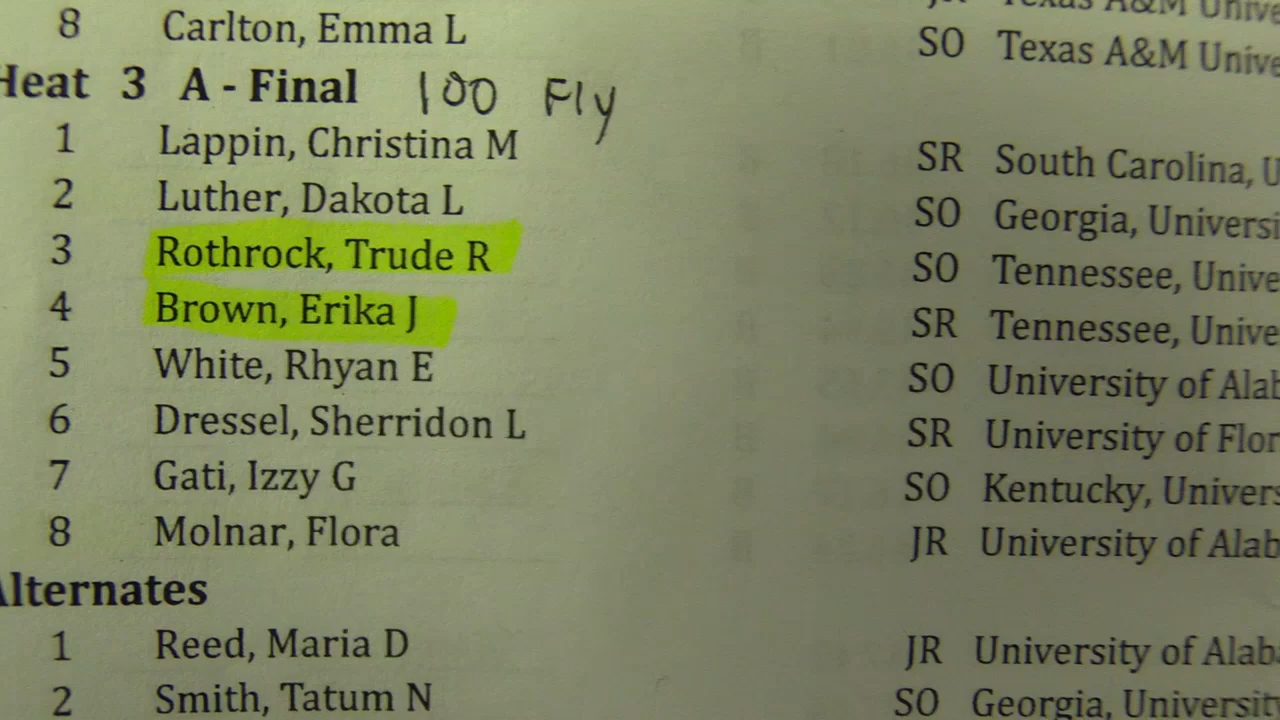 Texas A&M
8 Carlton, Emma L SO Texas A&M
Heat 3 A - Final 100 Fly
1 Lappin, Christina M SR South Carolina,
2 Luther, Dakota L SO Georgia,
3 Rothrock, Trude R SO Tennessee,
4 Brown, Erika J SR Tennessee,
5 White, Rhyan E SO University of
6 Dressel, Sherridon L SR University of
7 Gati, Izzy G SO Kentucky,
8 Molnar, Flora JR University of
Alternates
1 Reed, Maria D JR University of
2 Smith, Tatum N SO Georgia, University